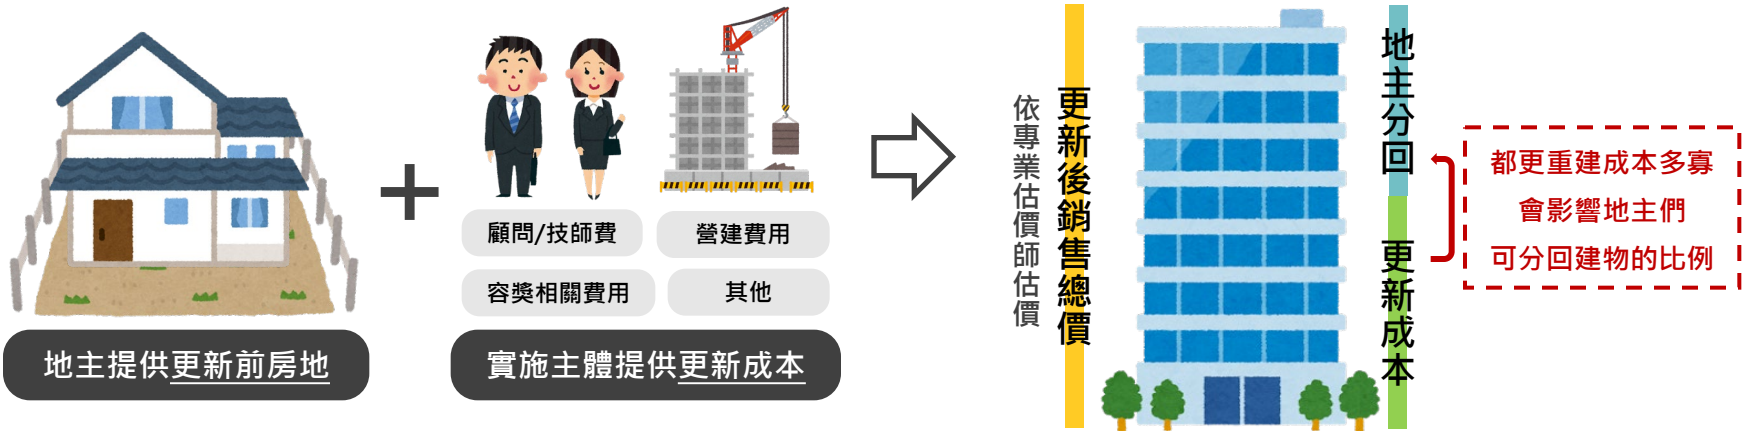 顧問/技師費
營建費用
容獎相關費用
其他
地主提供更新前房地
實施主體提供更新成本
依專業估價師估價
更新後銷售總價
地主分回
更新成本
都更重建成本多寡
會影響地主們
可分回建物的比例